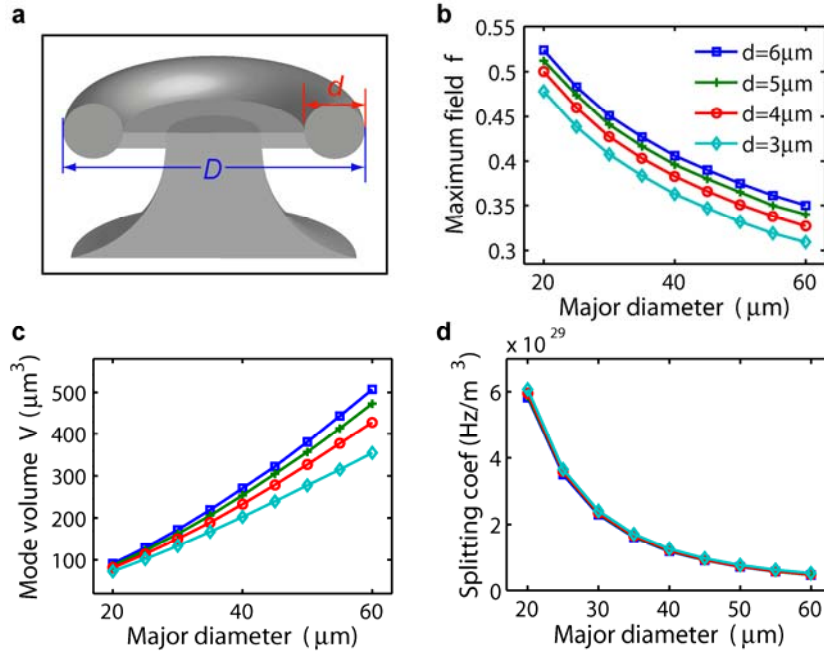 a
d
D
b
Maximum field f
0.55
0.5
0.45
0.4
0.35
0.3
d=6μm
d=5μm
d=4μm
d=3μm
20 40 60
Major diameter (μm)
c
Mode volume V (μm³)
500
400
300
200
100
20 40 60
Major diameter (μm)
d
x 10²⁹
Splitting coef (Hz/m³)
6
4
2
0
20 30 40 50 60
Major diameter (μm)